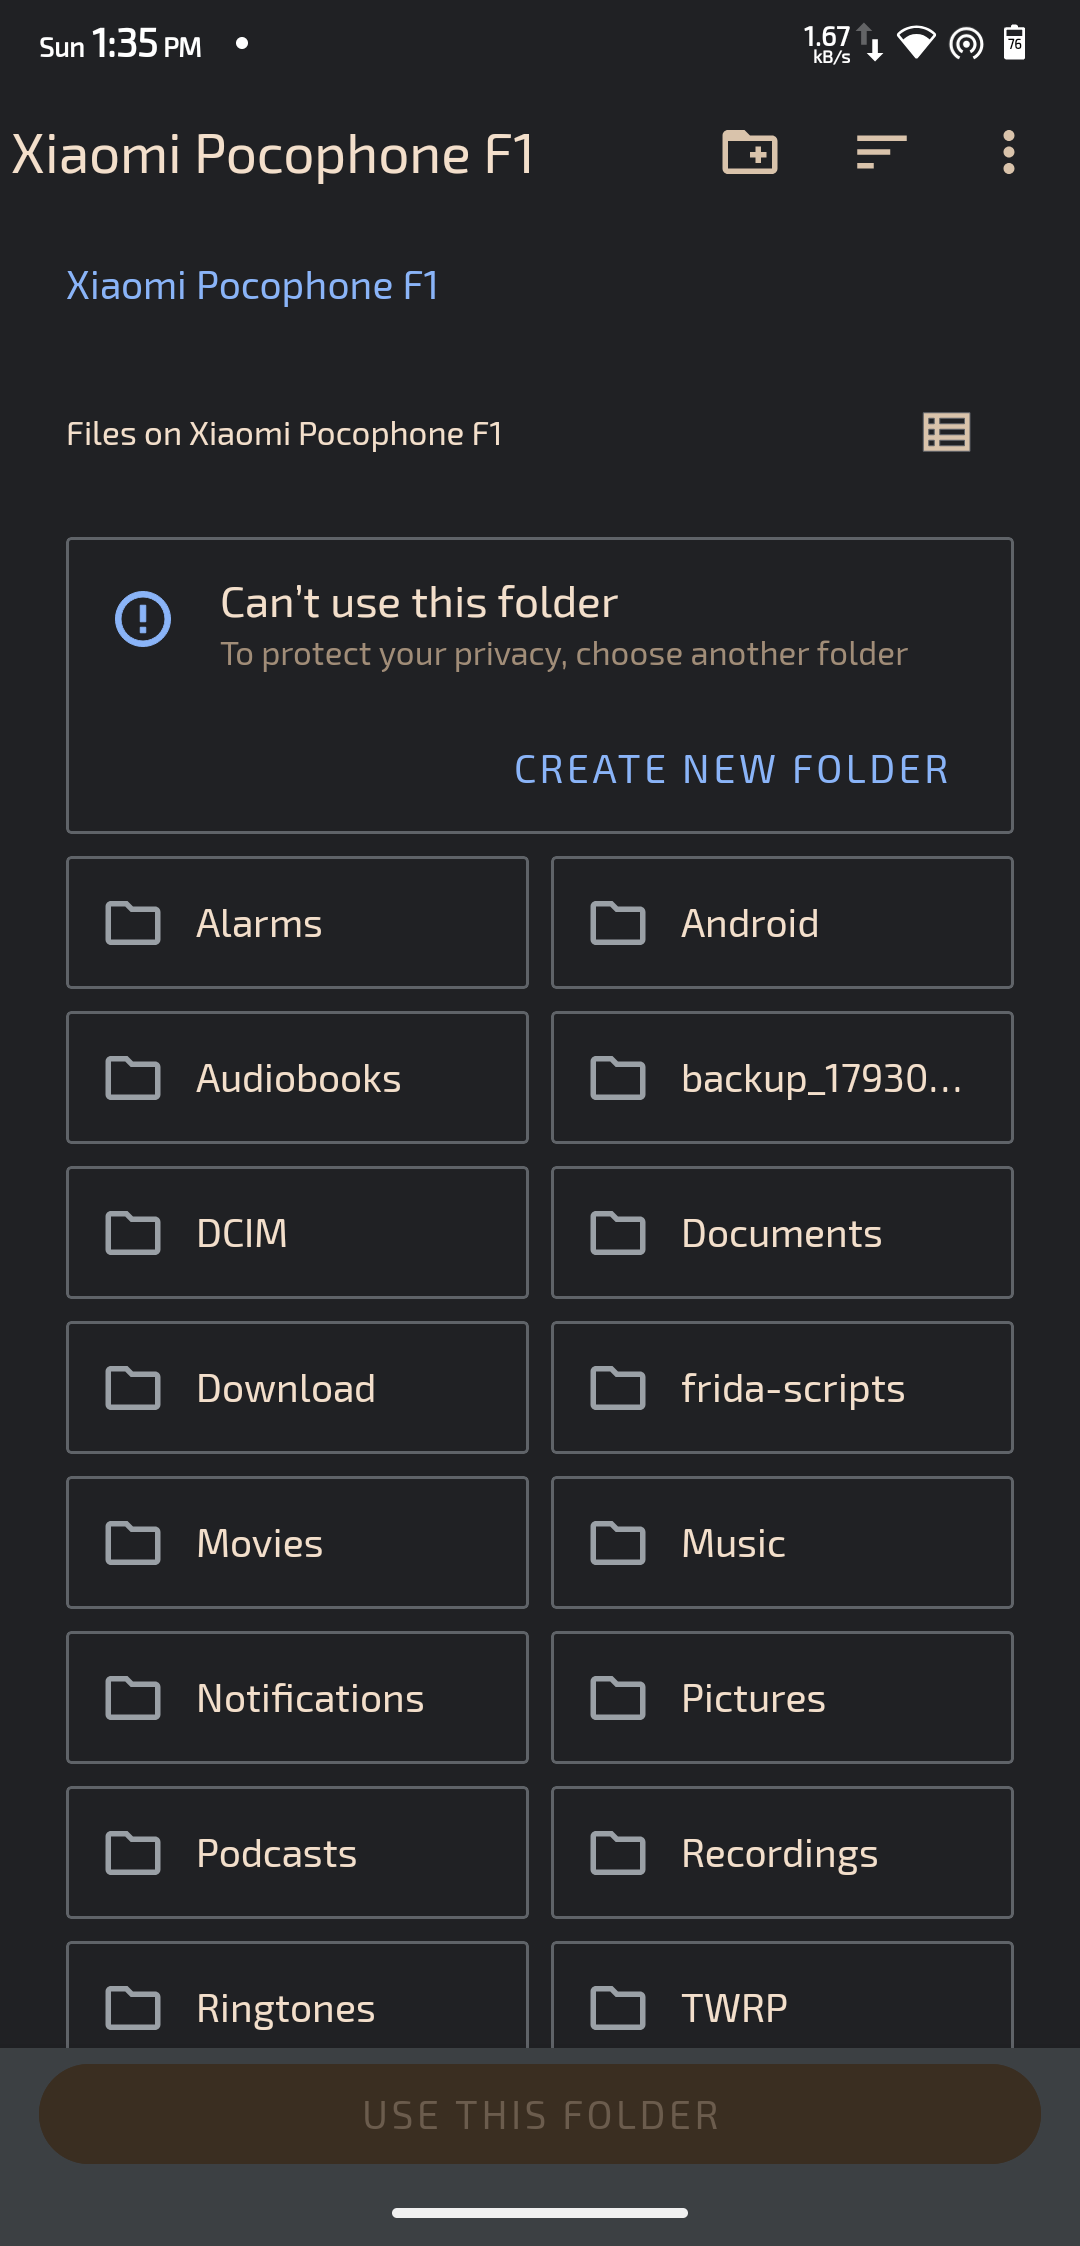 Sun 1:35 PM
1.67
kB/s
76
Xiaomi Pocophone F1
Xiaomi Pocophone F1
Files on Xiaomi Pocophone F1
Can't use this folder
To protect your privacy, choose another folder
CREATE NEW FOLDER
Alarms
Android
Audiobooks
backup_17930...
DCIM
Documents
Download
frida-scripts
Movies
Music
Notifications
Pictures
Podcasts
Recordings
Ringtones
TWRP
USE THIS FOLDER